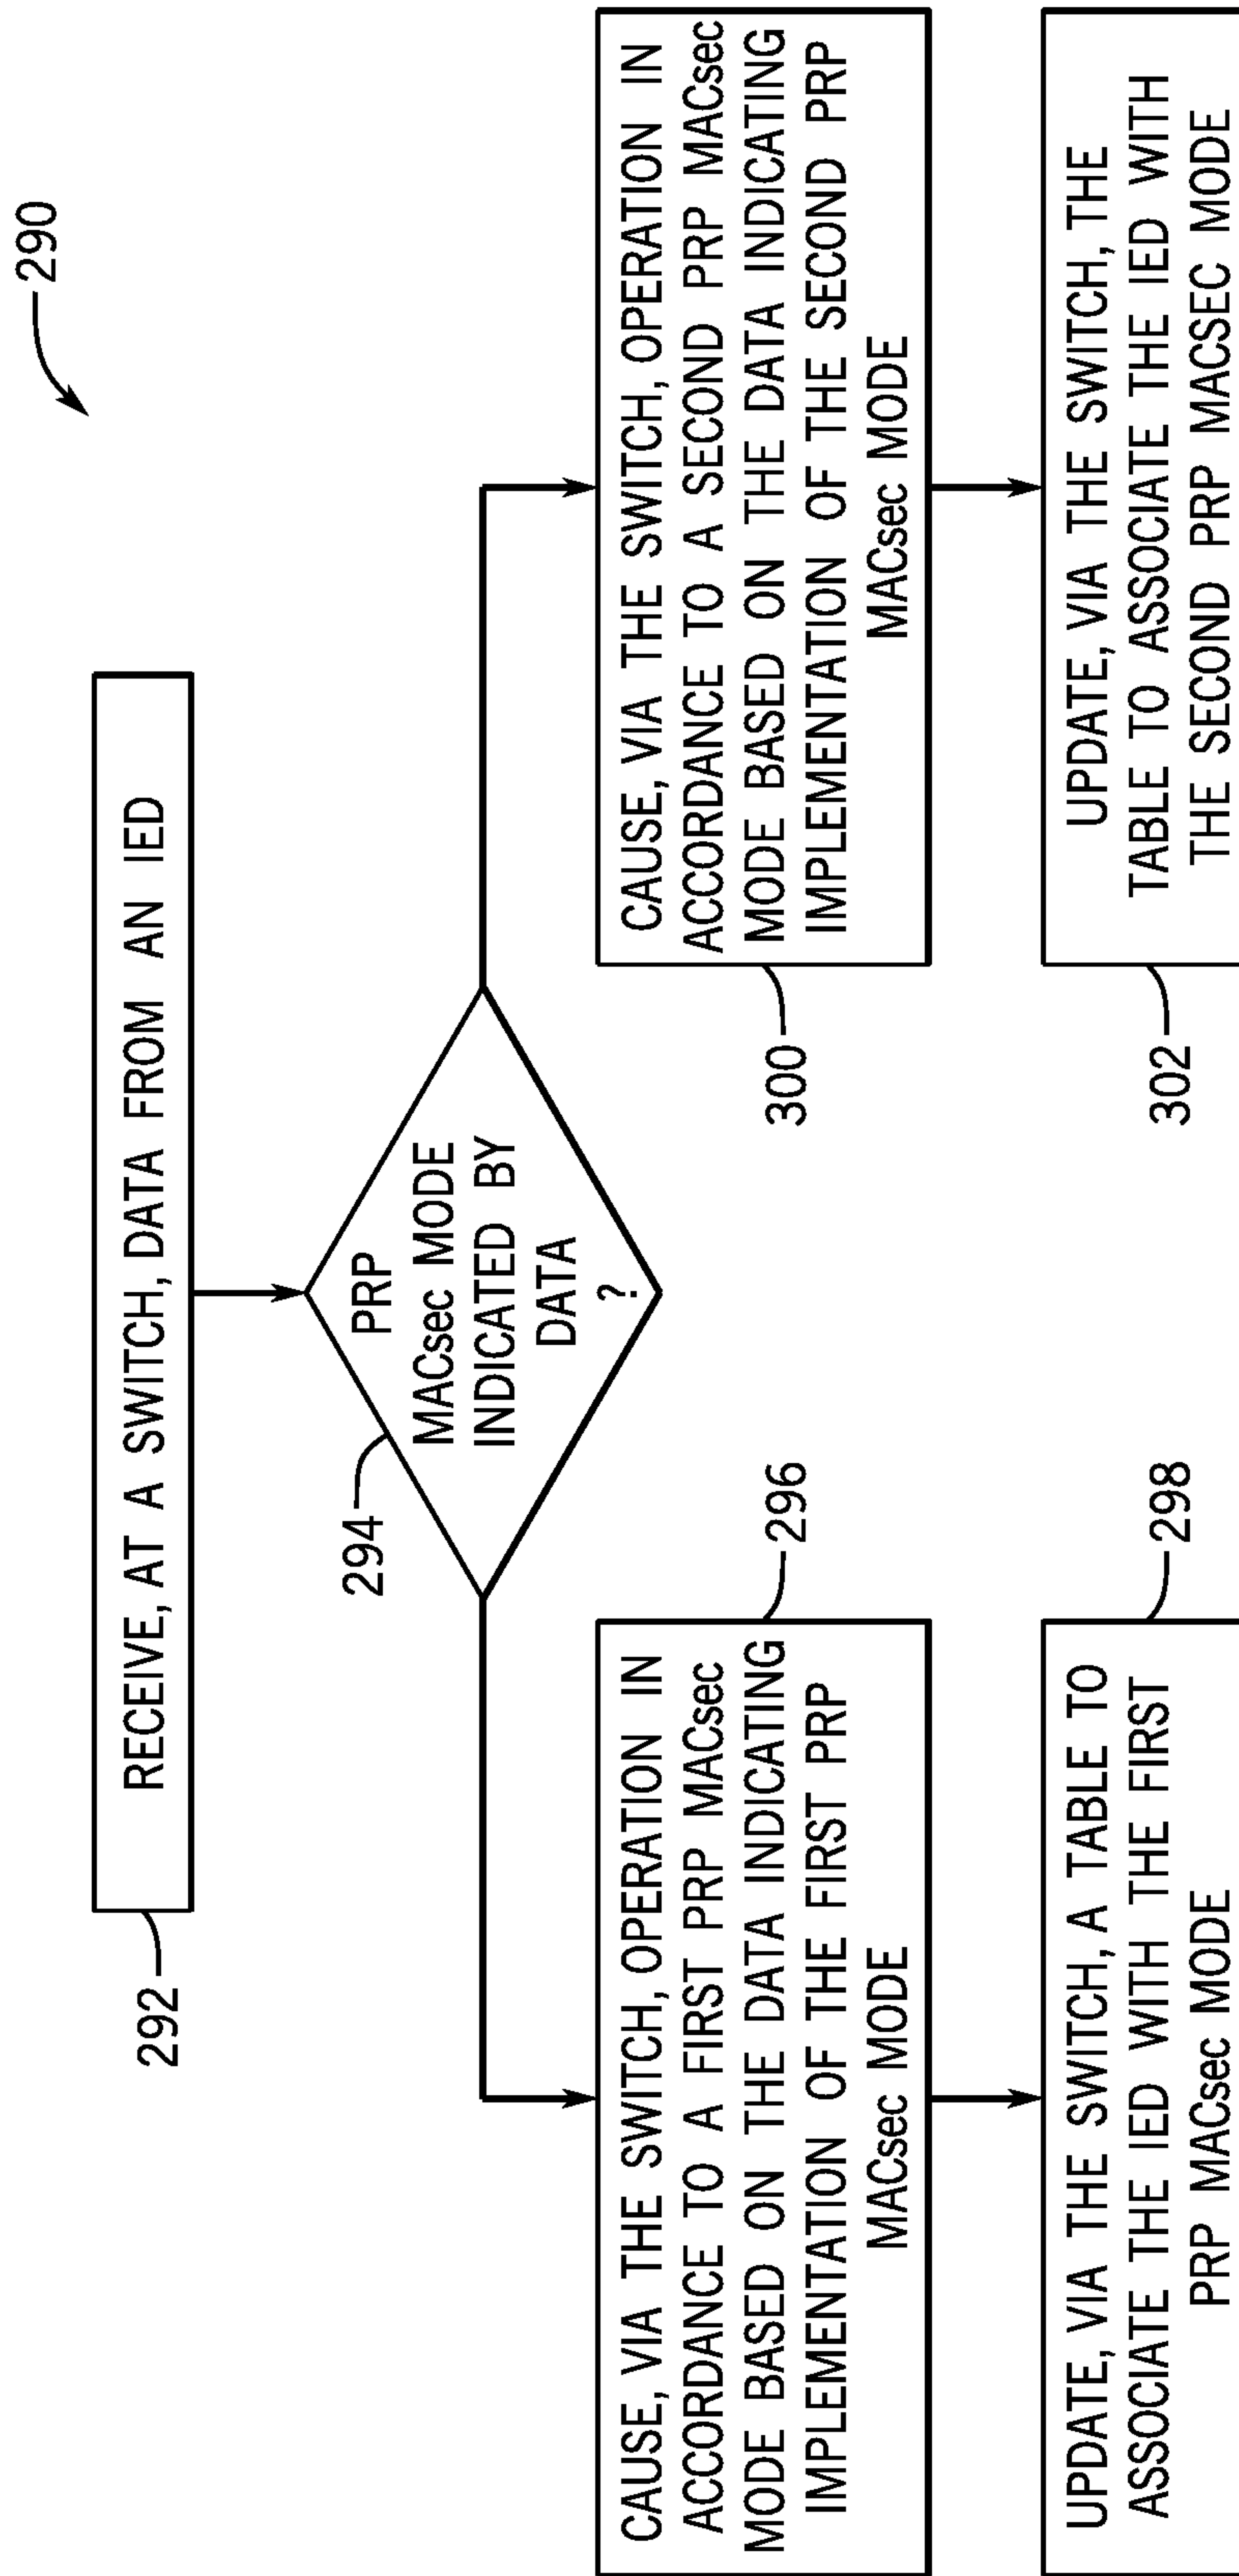 290
292
RECEIVE, AT A SWITCH, DATA FROM AN IED
294
PRP
MACsec MODE
INDICATED BY
DATA
?
296
CAUSE, VIA THE SWITCH, OPERATION IN
ACCORDANCE TO A FIRST PRP MACsec
MODE BASED ON THE DATA INDICATING
IMPLEMENTATION OF THE FIRST PRP
MACsec MODE
298
UPDATE, VIA THE SWITCH, A TABLE TO
ASSOCIATE THE IED WITH THE FIRST
PRP MACsec MODE
300
CAUSE, VIA THE SWITCH, OPERATION IN
ACCORDANCE TO A SECOND PRP MACsec
MODE BASED ON THE DATA INDICATING
IMPLEMENTATION OF THE SECOND PRP
MACsec MODE
302
UPDATE, VIA THE SWITCH, THE
TABLE TO ASSOCIATE THE IED WITH
THE SECOND PRP MACSEC MODE